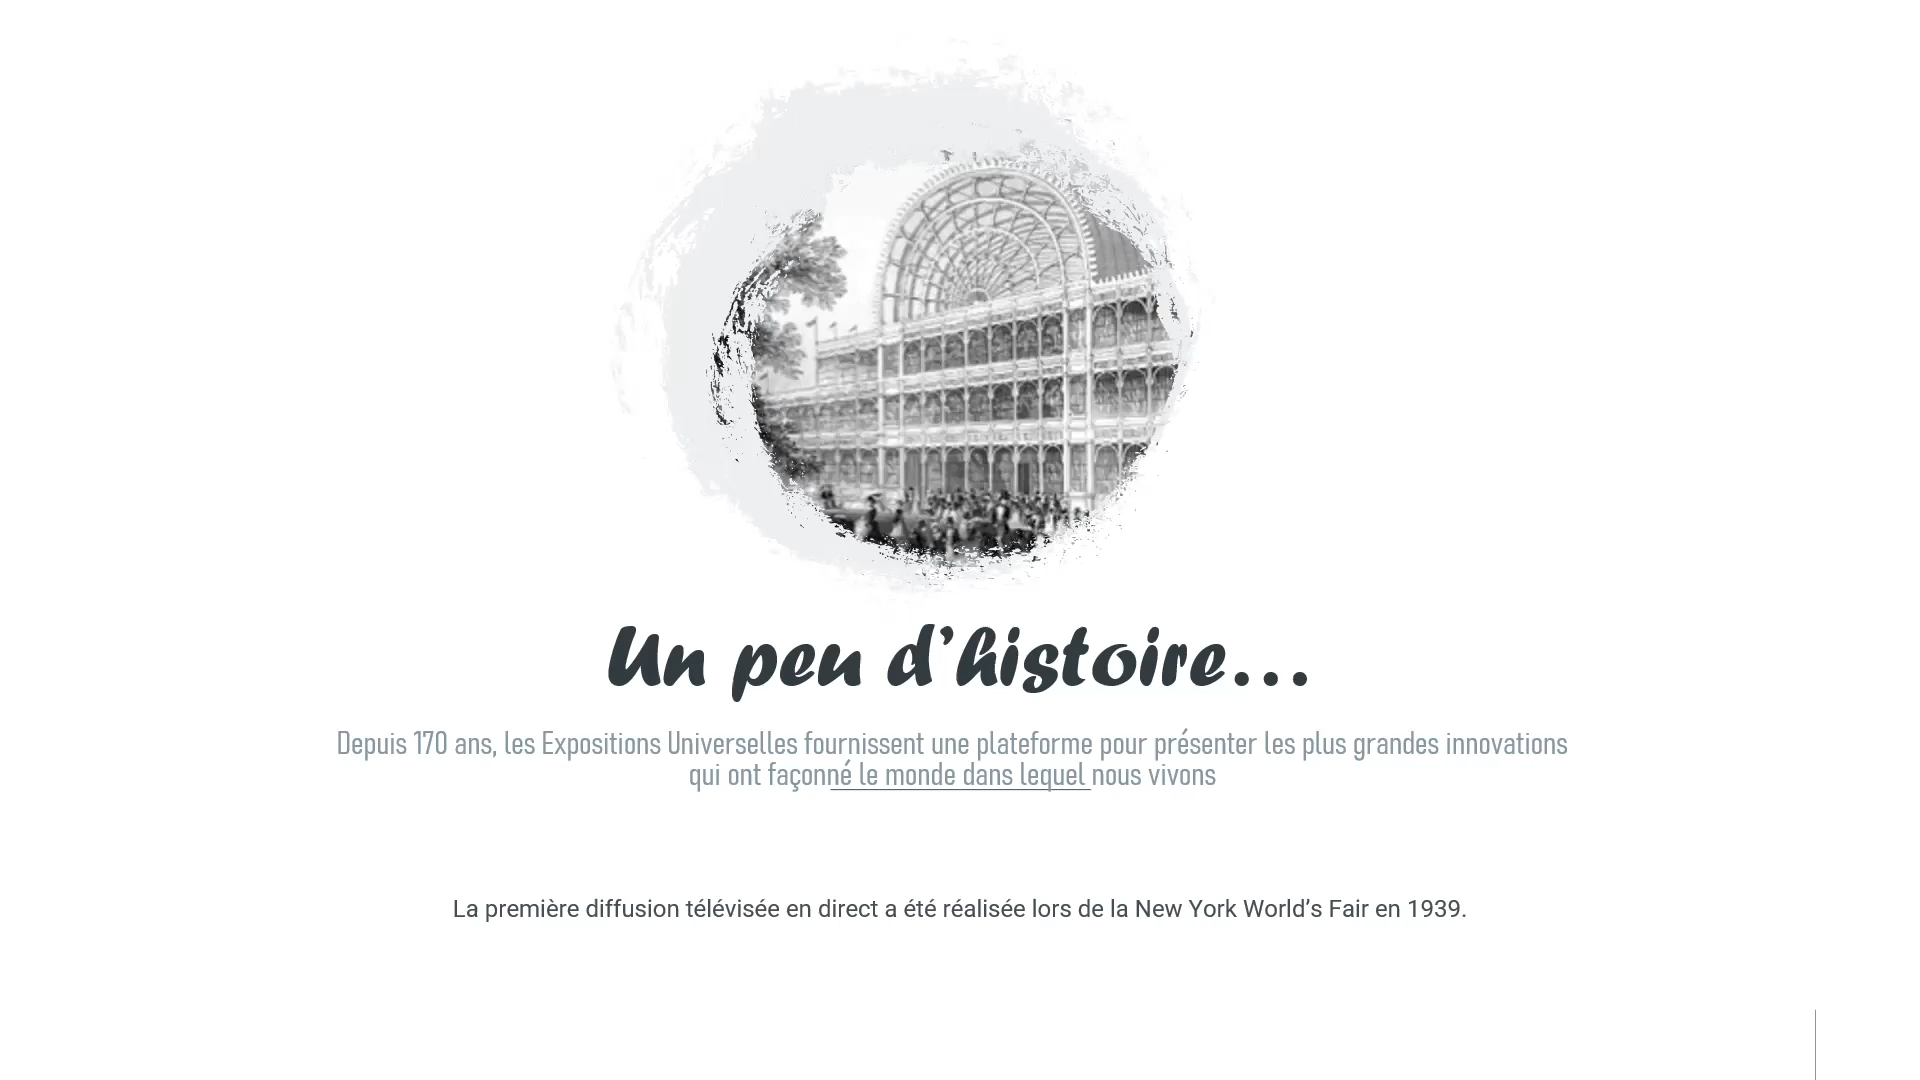 Un peu d’histoire...
Depuis 170 ans, les Expositions Universelles fournissent une plateforme pour présenter les plus grandes innovations
qui ont façonné le monde dans lequel nous vivons
La première diffusion télévisée en direct a été réalisée lors de la New York World’s Fair en 1939.